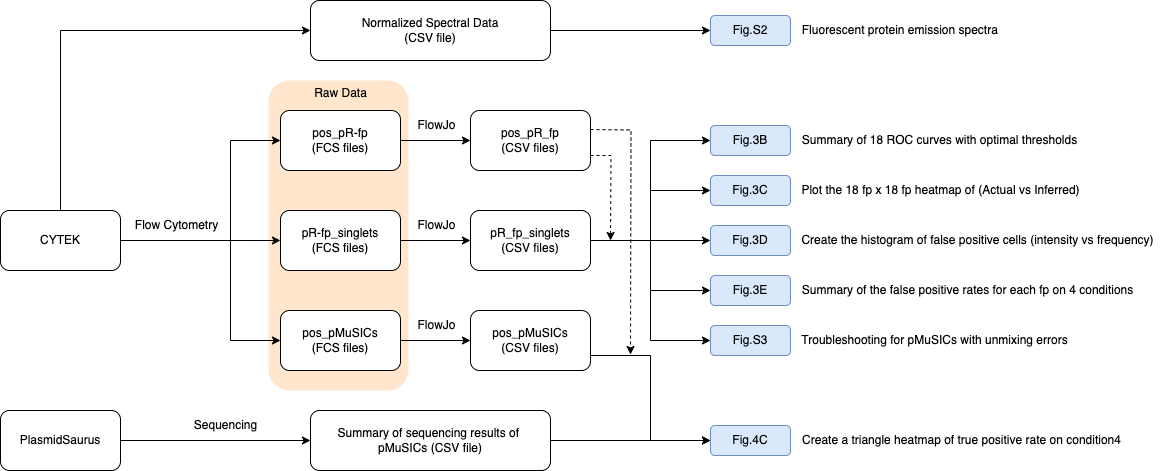 Normalized Spectral Data
(CSV file)
Fig.S2
Fluorescent protein emission spectra
Raw Data
pos_pR-fp
(FCS files)
FlowJo
pos_pR_fp
(CSV files)
Fig.3B
Summary of 18 ROC curves with optimal thresholds
Fig.3C
Plot the 18 fp x 18 fp heatmap of (Actual vs Inferred)
CYTEK
Flow Cytometry
pR-fp_singlets
(FCS files)
FlowJo
pR_fp_singlets
(CSV files)
Fig.3D
Create the histogram of false positive cells (intensity vs frequency)
Fig.3E
Summary of the false positive rates for each fp on 4 conditions
pos_pMuSICs
(FCS files)
FlowJo
pos_pMuSICs
(CSV files)
Fig.S3
Troubleshooting for pMuSICs with unmixing errors
PlasmidSaurus
Sequencing
Summary of sequencing results of
pMuSICs (CSV file)
Fig.4C
Create a triangle heatmap of true positive rate on condition4